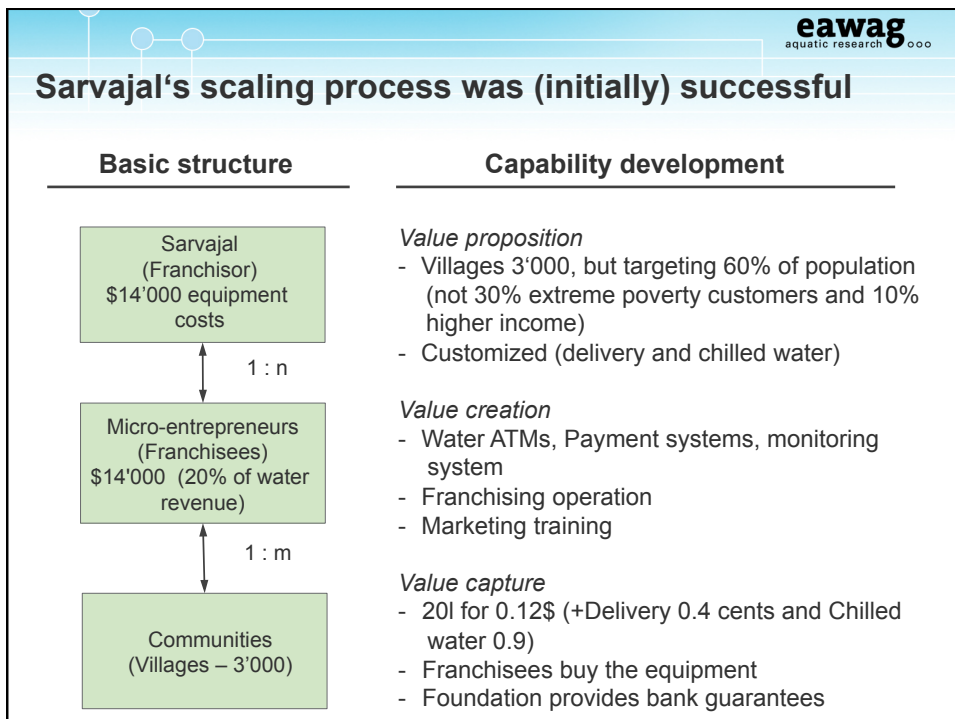 eawag
aquatic research
Sarvajal‘s scaling process was (initially) successful
Basic structure
Sarvajal
(Franchisor)
$14’000 equipment
costs
1 : n
Micro-entrepreneurs
(Franchisees)
$14'000 (20% of water
revenue)
1 : m
Communities
(Villages – 3’000)
Capability development
Value proposition
- Villages 3‘000, but targeting 60% of population
(not 30% extreme poverty customers and 10%
higher income)
- Customized (delivery and chilled water)
Value creation
- Water ATMs, Payment systems, monitoring
system
- Franchising operation
- Marketing training
Value capture
- 20l for 0.12$ (+Delivery 0.4 cents and Chilled
water 0.9)
- Franchisees buy the equipment
- Foundation provides bank guarantees